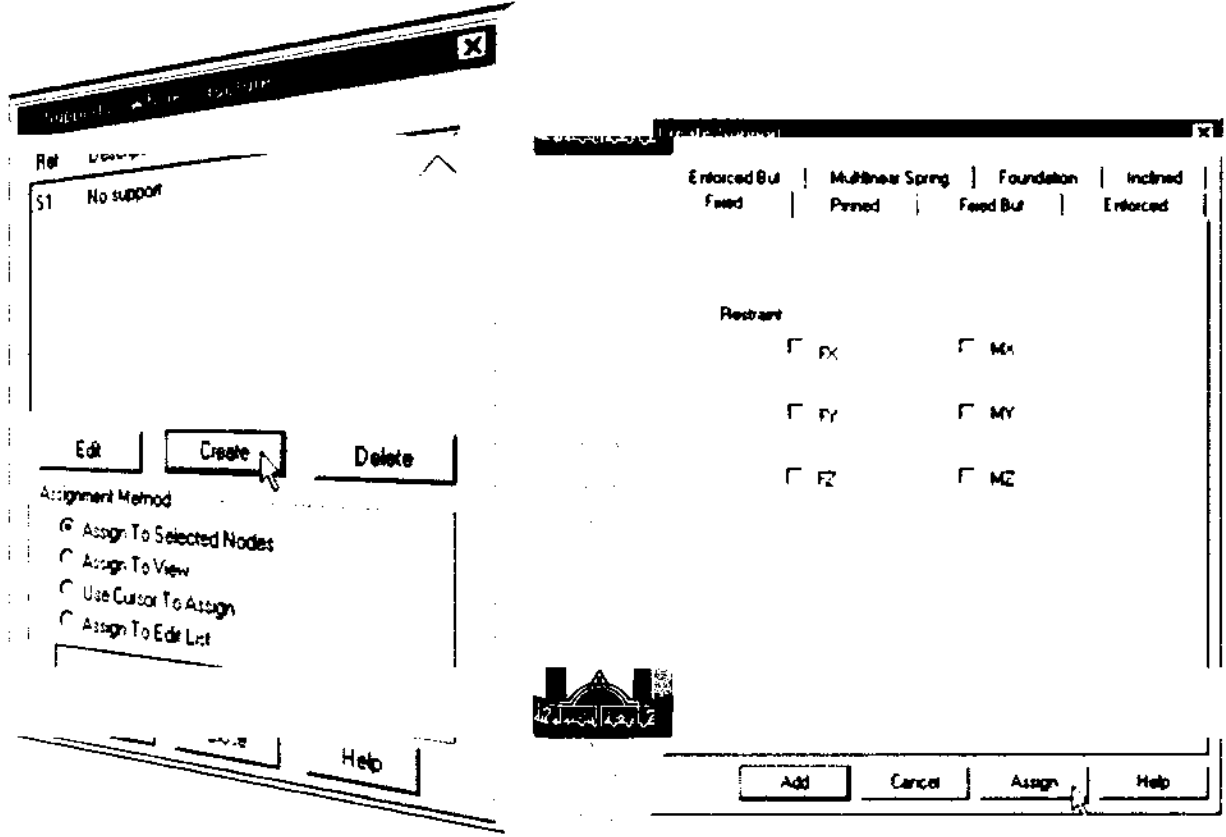 Ref
S1 No support
Edit Create Delete
Assignment Method
Assign To Selected Nodes
Assign To View
Use Cursor To Assign
Assign To Edit List
Help
Enforced But Multilinear Spring Foundation Inclined
Fixed Pinned Fixed But Enforced
Restraint
FX MX
FY MY
FZ MZ
Add Cancel Assign Help